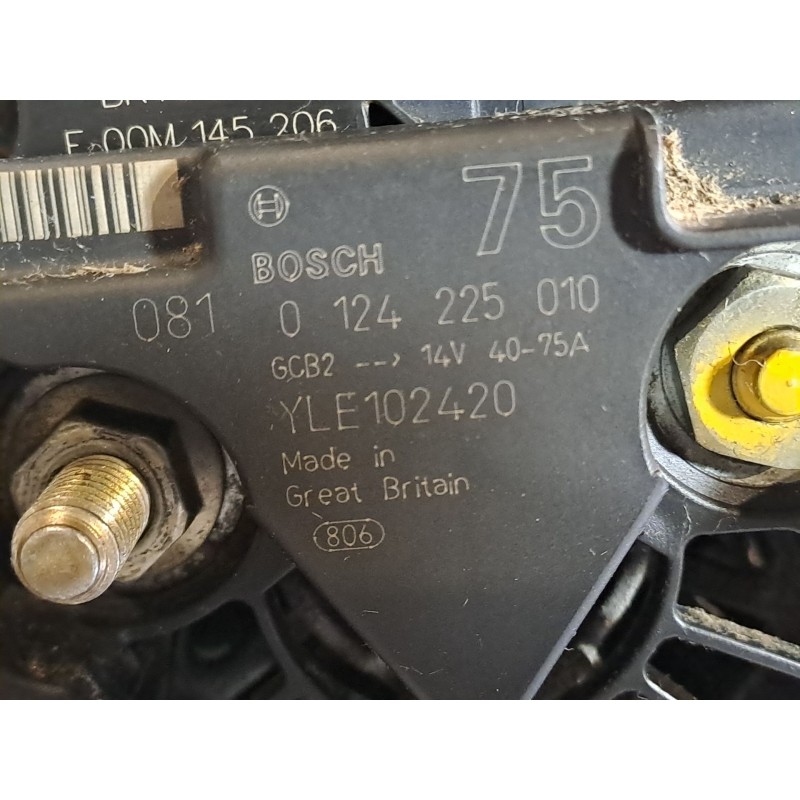 F 00M 145 206
75
BOSCH
081 0 124 225 010
GCB2 --> 14V 40-75A
YLE102420
Made in
Great Britain
806